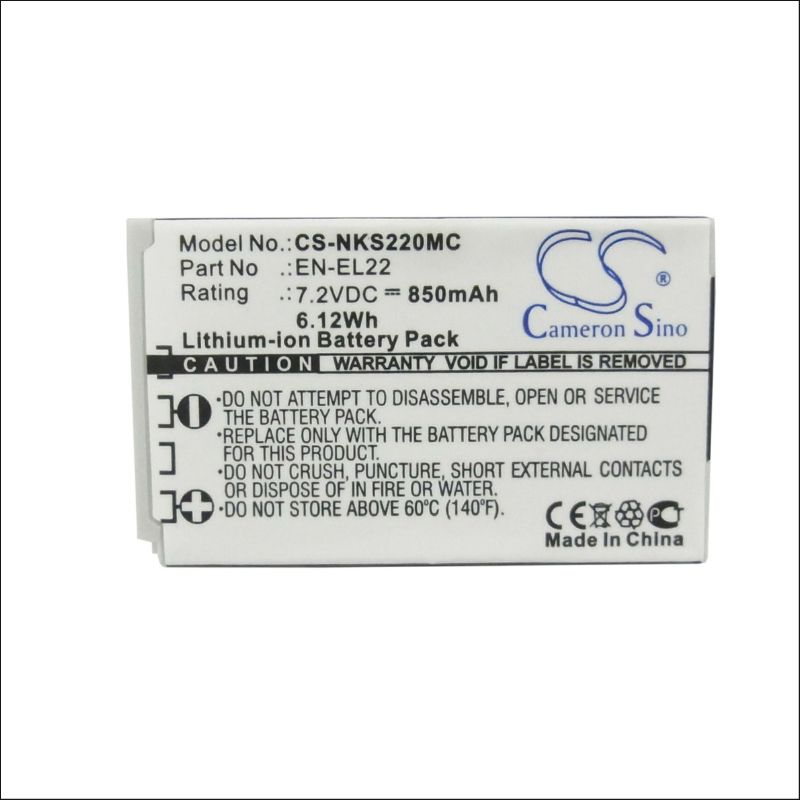 Model No.: CS-NKS220MC
Part No. : EN-EL22
Rating : 7.2VDC ⎓ 850mAh
6.12Wh
Lithium-ion Battery Pack
CS ®
Cameron Sino
CAUTION WARRANTY VOID IF LABEL IS REMOVED
•DO NOT ATTEMPT TO DISASSEMBLE, OPEN OR SERVICE
THE BATTERY PACK.
•REPLACE ONLY WITH THE BATTERY PACK DESIGNATED
FOR THIS PRODUCT.
•DO NOT CRUSH, PUNCTURE, SHORT EXTERNAL CONTACTS
OR DISPOSE OF IN FIRE OR WATER.
•DO NOT STORE ABOVE 60°C (140°F)
CE PCT
Made In China